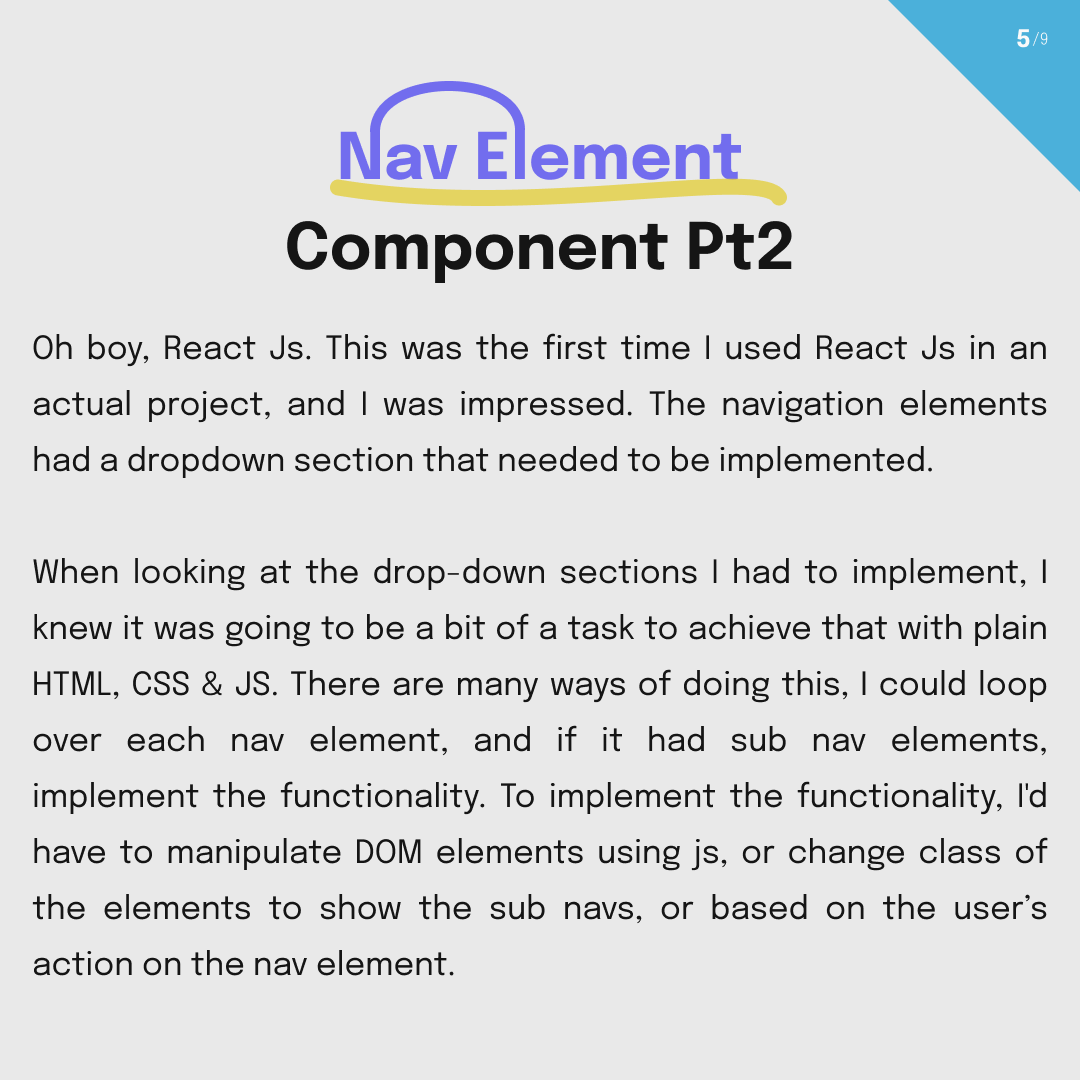 5/9
Nav Element
Component Pt2
Oh boy, React Js. This was the first time I used React Js in an
actual project, and I was impressed. The navigation elements
had a dropdown section that needed to be implemented.
When looking at the drop-down sections I had to implement, I
knew it was going to be a bit of a task to achieve that with plain
HTML, CSS & JS. There are many ways of doing this, I could loop
over each nav element, and if it had sub nav elements,
implement the functionality. To implement the functionality, I'd
have to manipulate DOM elements using js, or change class of
the elements to show the sub navs, or based on the user’s
action on the nav element.